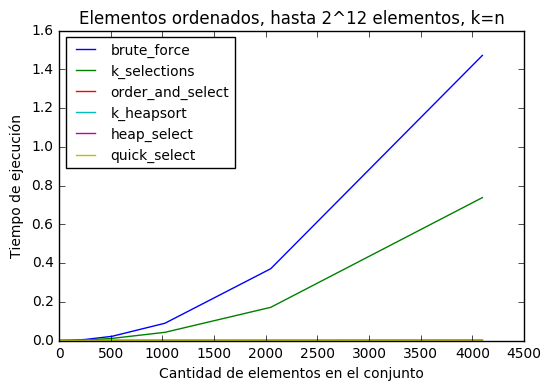 Elementos ordenados, hasta 2^12 elementos, k=n
1.6
1.4
1.2
1.0
0.8
0.6
0.4
0.2
0.0
Tiempo de ejecución
brute_force
k_selections
order_and_select
k_heapsort
heap_select
quick_select
0 500 1000 1500 2000 2500 3000 3500 4000 4500
Cantidad de elementos en el conjunto